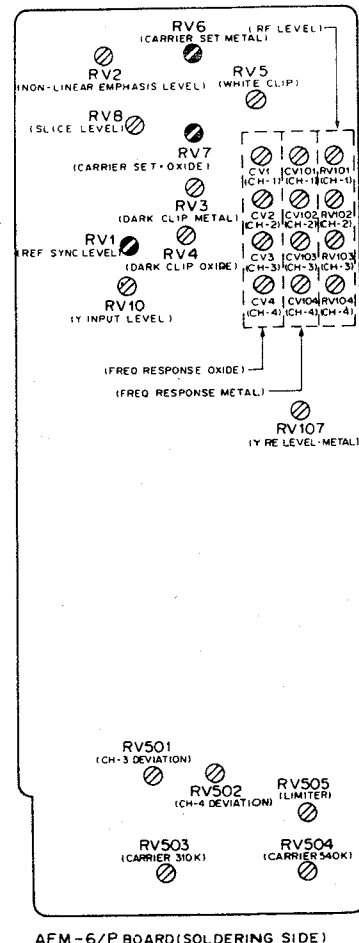 RV6
(CARRIER SET METAL)
(RF LEVEL)
RV2
(NON-LINEAR EMPHASIS LEVEL)
RV5
(WHITE CLIP)
RV8
(SLICE LEVEL)
RV7
(CARRIER SET-OXIDE)
CV1 CV101 RV101
(CH-1) (CH-1) (CH-1)
RV3
(DARK CLIP METAL)
CV2 CV102 RV102
(CH-2) (CH-2) (CH-2)
RV1
(REF SYNC LEVEL)
RV4
(DARK CLIP OXIDE)
CV3 CV103 RV103
(CH-3) (CH-3) (CH-3)
RV10
(Y INPUT LEVEL)
CV4 CV104 RV104
(CH-4) (CH-4) (CH-4)
(FREQ RESPONSE OXIDE)
(FREQ RESPONSE METAL)
RV107
(Y RE LEVEL-METAL)
RV501
(CH-3 DEVIATION)
RV502
(CH-4 DEVIATION)
RV505
(LIMITER)
RV503
(CARRIER 310K)
RV504
(CARRIER 540K)
AFM-6/P BOARD (SOLDERING SIDE)